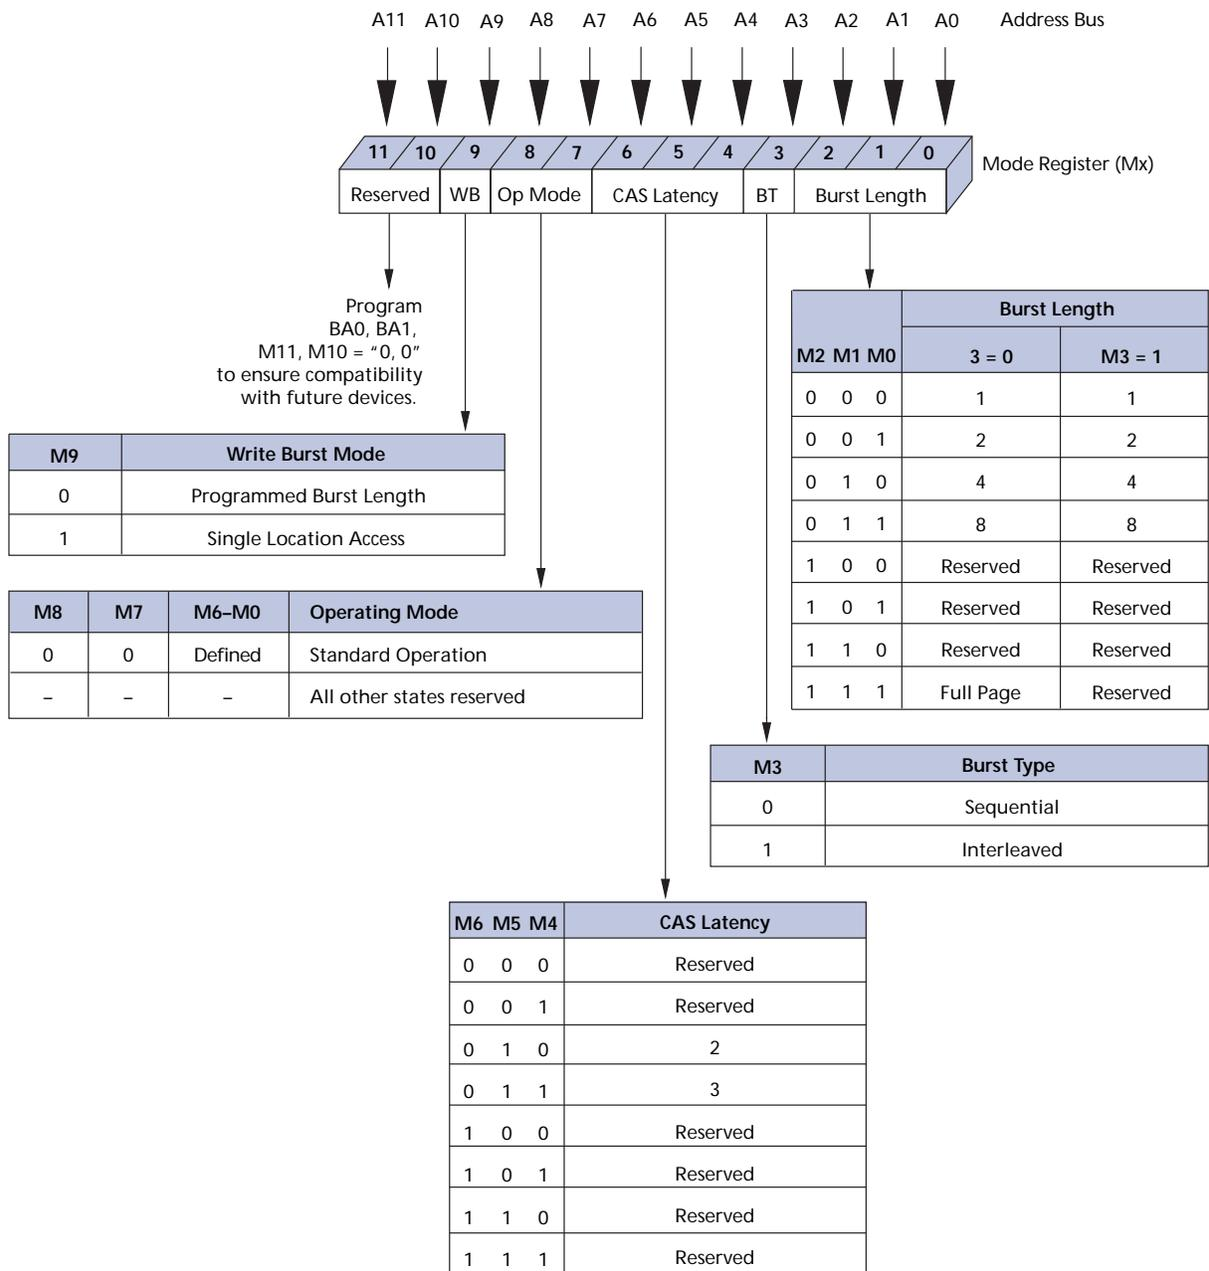 A11 A10 A9 A8 A7 A6 A5 A4 A3 A2 A1 A0 Address Bus
11 10 9 8 7 6 5 4 3 2 1 0
Mode Register (Mx)
Reserved WB Op Mode CAS Latency BT Burst Length
Program
BA0, BA1,
M11, M10 = “0, 0”
to ensure compatibility
with future devices.
Burst Length
M2 M1 M0 3 = 0 M3 = 1
0 0 0 1 1
0 0 1 2 2
0 1 0 4 4
0 1 1 8 8
1 0 0 Reserved Reserved
1 0 1 Reserved Reserved
1 1 0 Reserved Reserved
1 1 1 Full Page Reserved
M9 Write Burst Mode
0 Programmed Burst Length
1 Single Location Access
M8 M7 M6–M0 Operating Mode
0 0 Defined Standard Operation
– – – All other states reserved
M3 Burst Type
0 Sequential
1 Interleaved
M6 M5 M4 CAS Latency
0 0 0 Reserved
0 0 1 Reserved
0 1 0 2
0 1 1 3
1 0 0 Reserved
1 0 1 Reserved
1 1 0 Reserved
1 1 1 Reserved